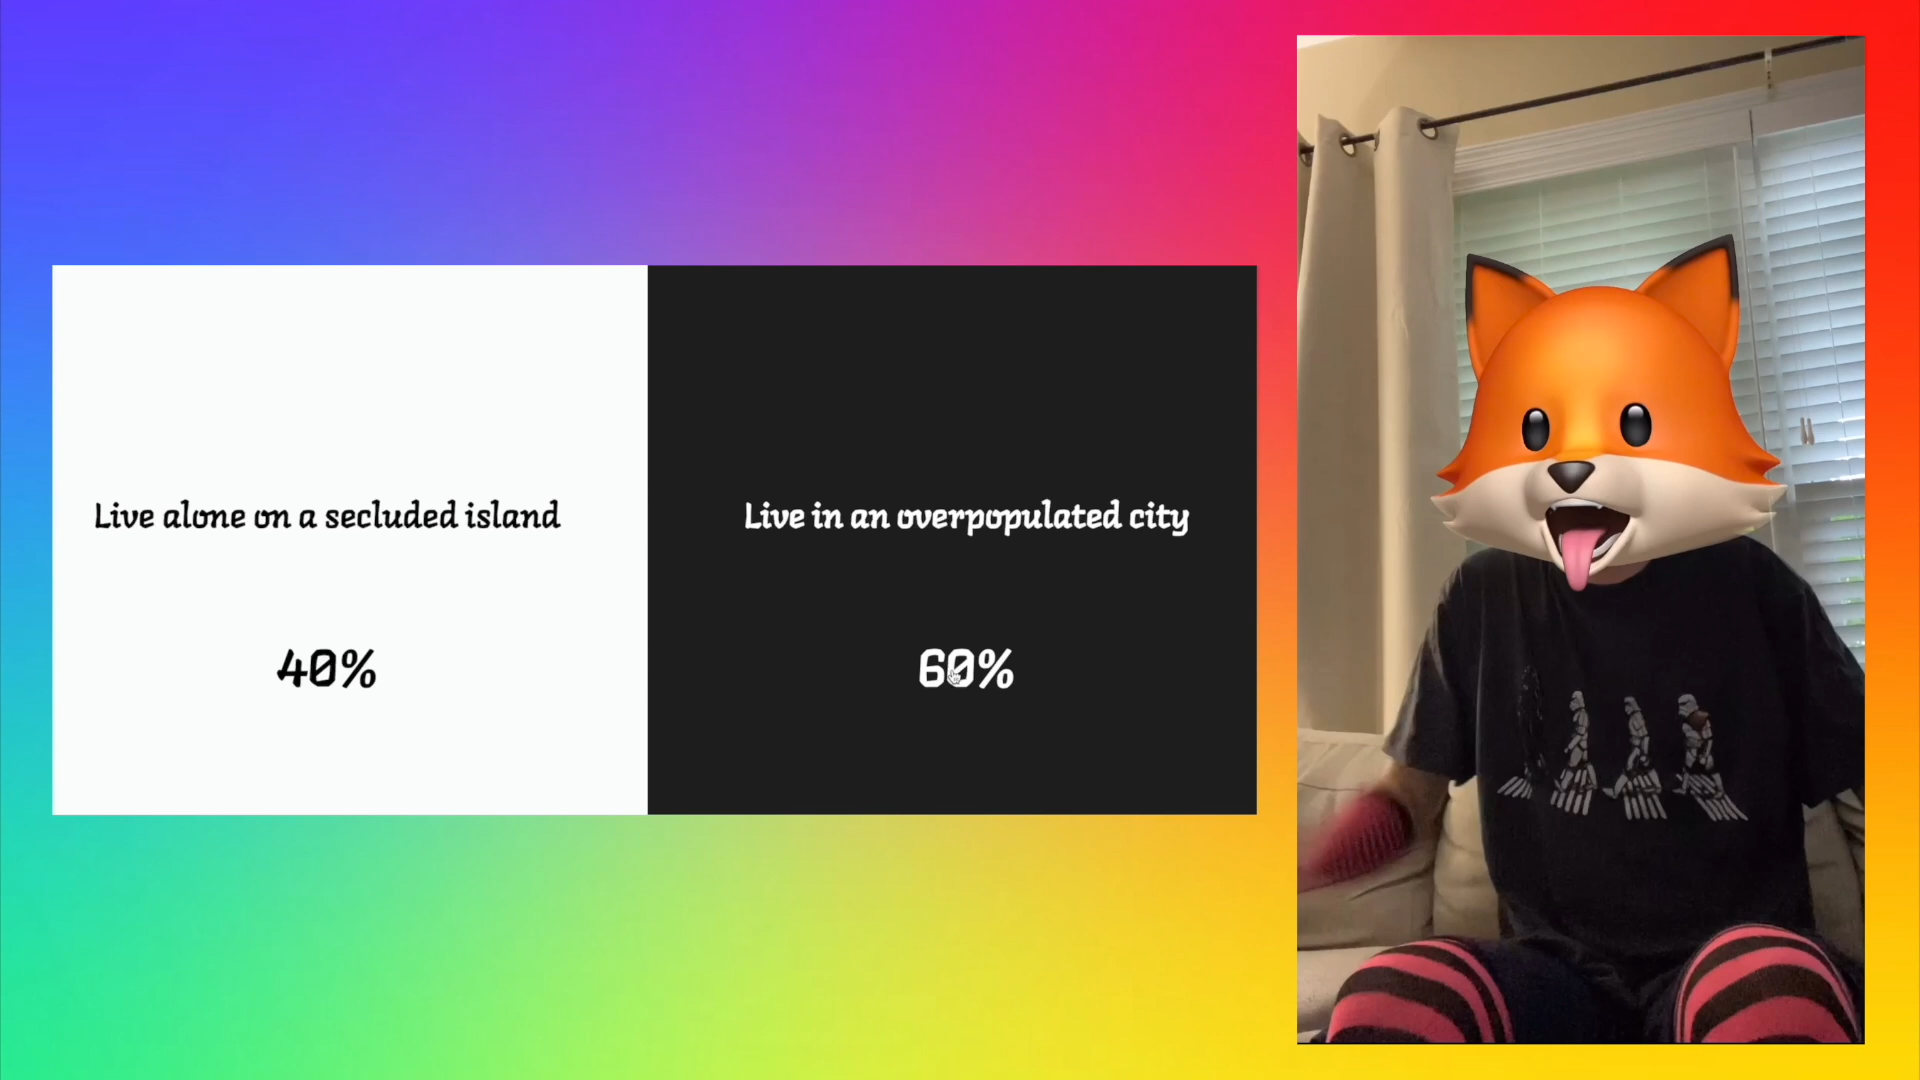 Live alone on a secluded island
40%
Live in an overpopulated city
60%